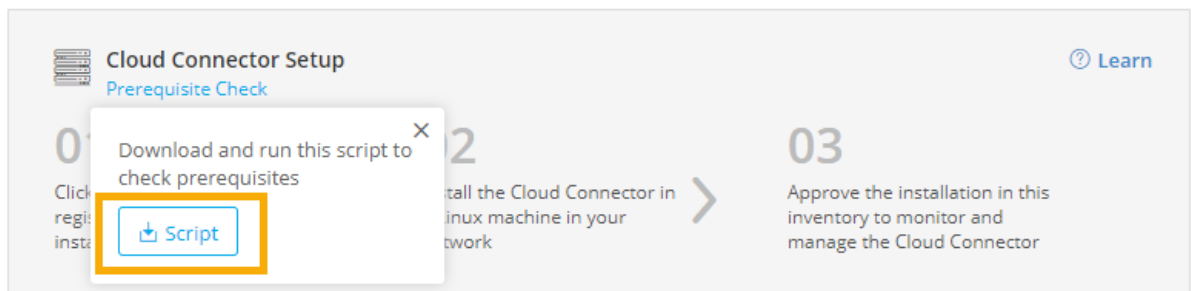 Cloud Connector Setup
Learn
Prerequisite Check
Download and run this script to
check prerequisites
Script
Install the Cloud Connector in
Linux machine in your
network
03
Approve the installation in this
inventory to monitor and
manage the Cloud Connector